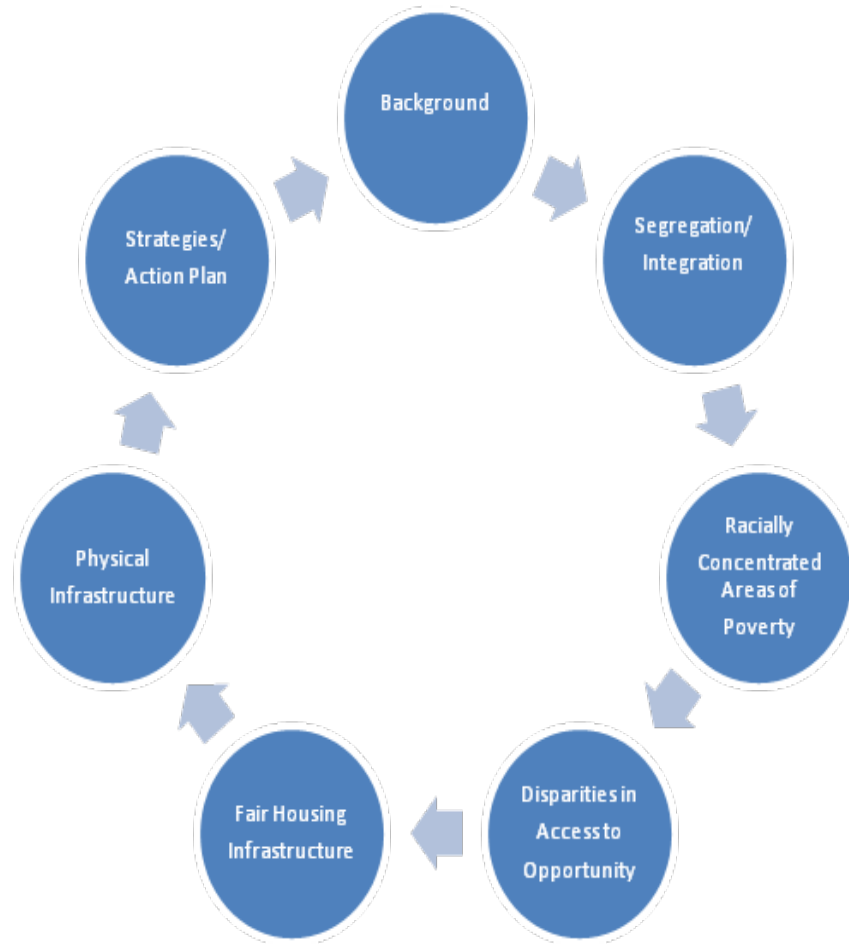 Background
Segregation/
Integration
Racially
Concentrated
Areas of
Poverty
Disparities in
Access to
Opportunity
Fair Housing
Infrastructure
Physical
Infrastructure
Strategies/
Action Plan